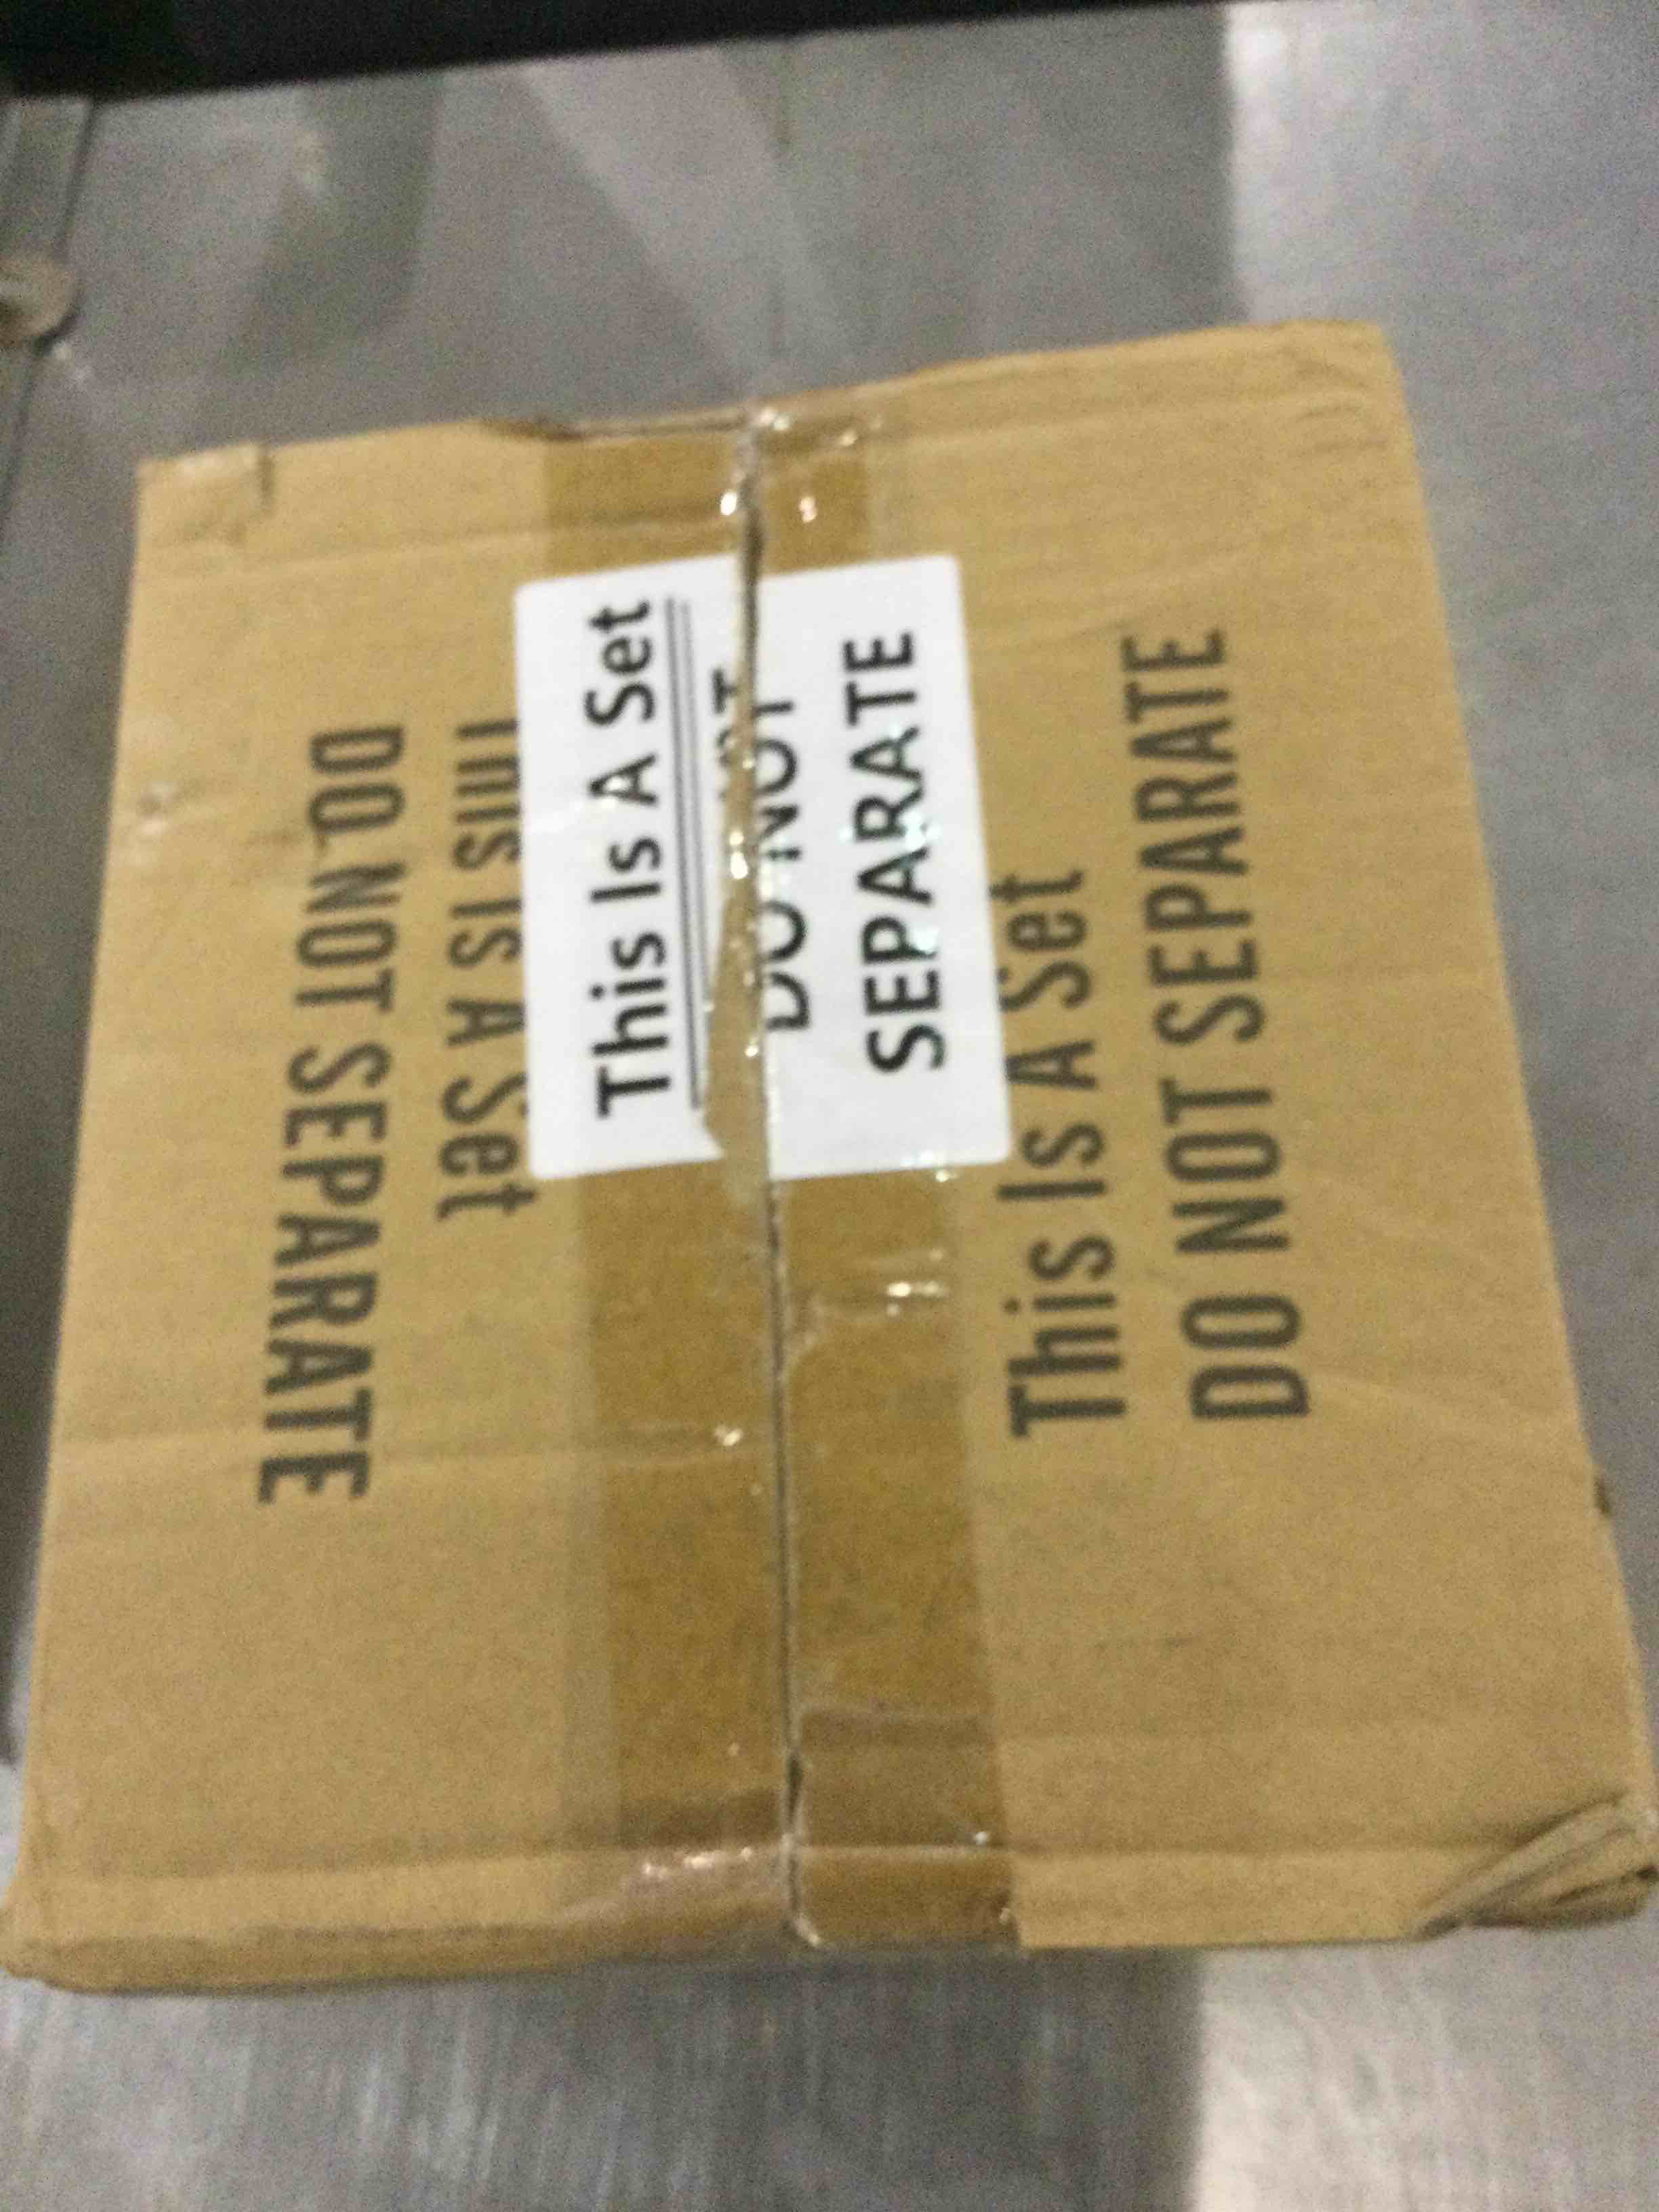 This Is A Set
DO NOT SEPARATE
This Is A Set
DO NOT
SEPARATE
This Is A Set
DO NOT SEPARATE